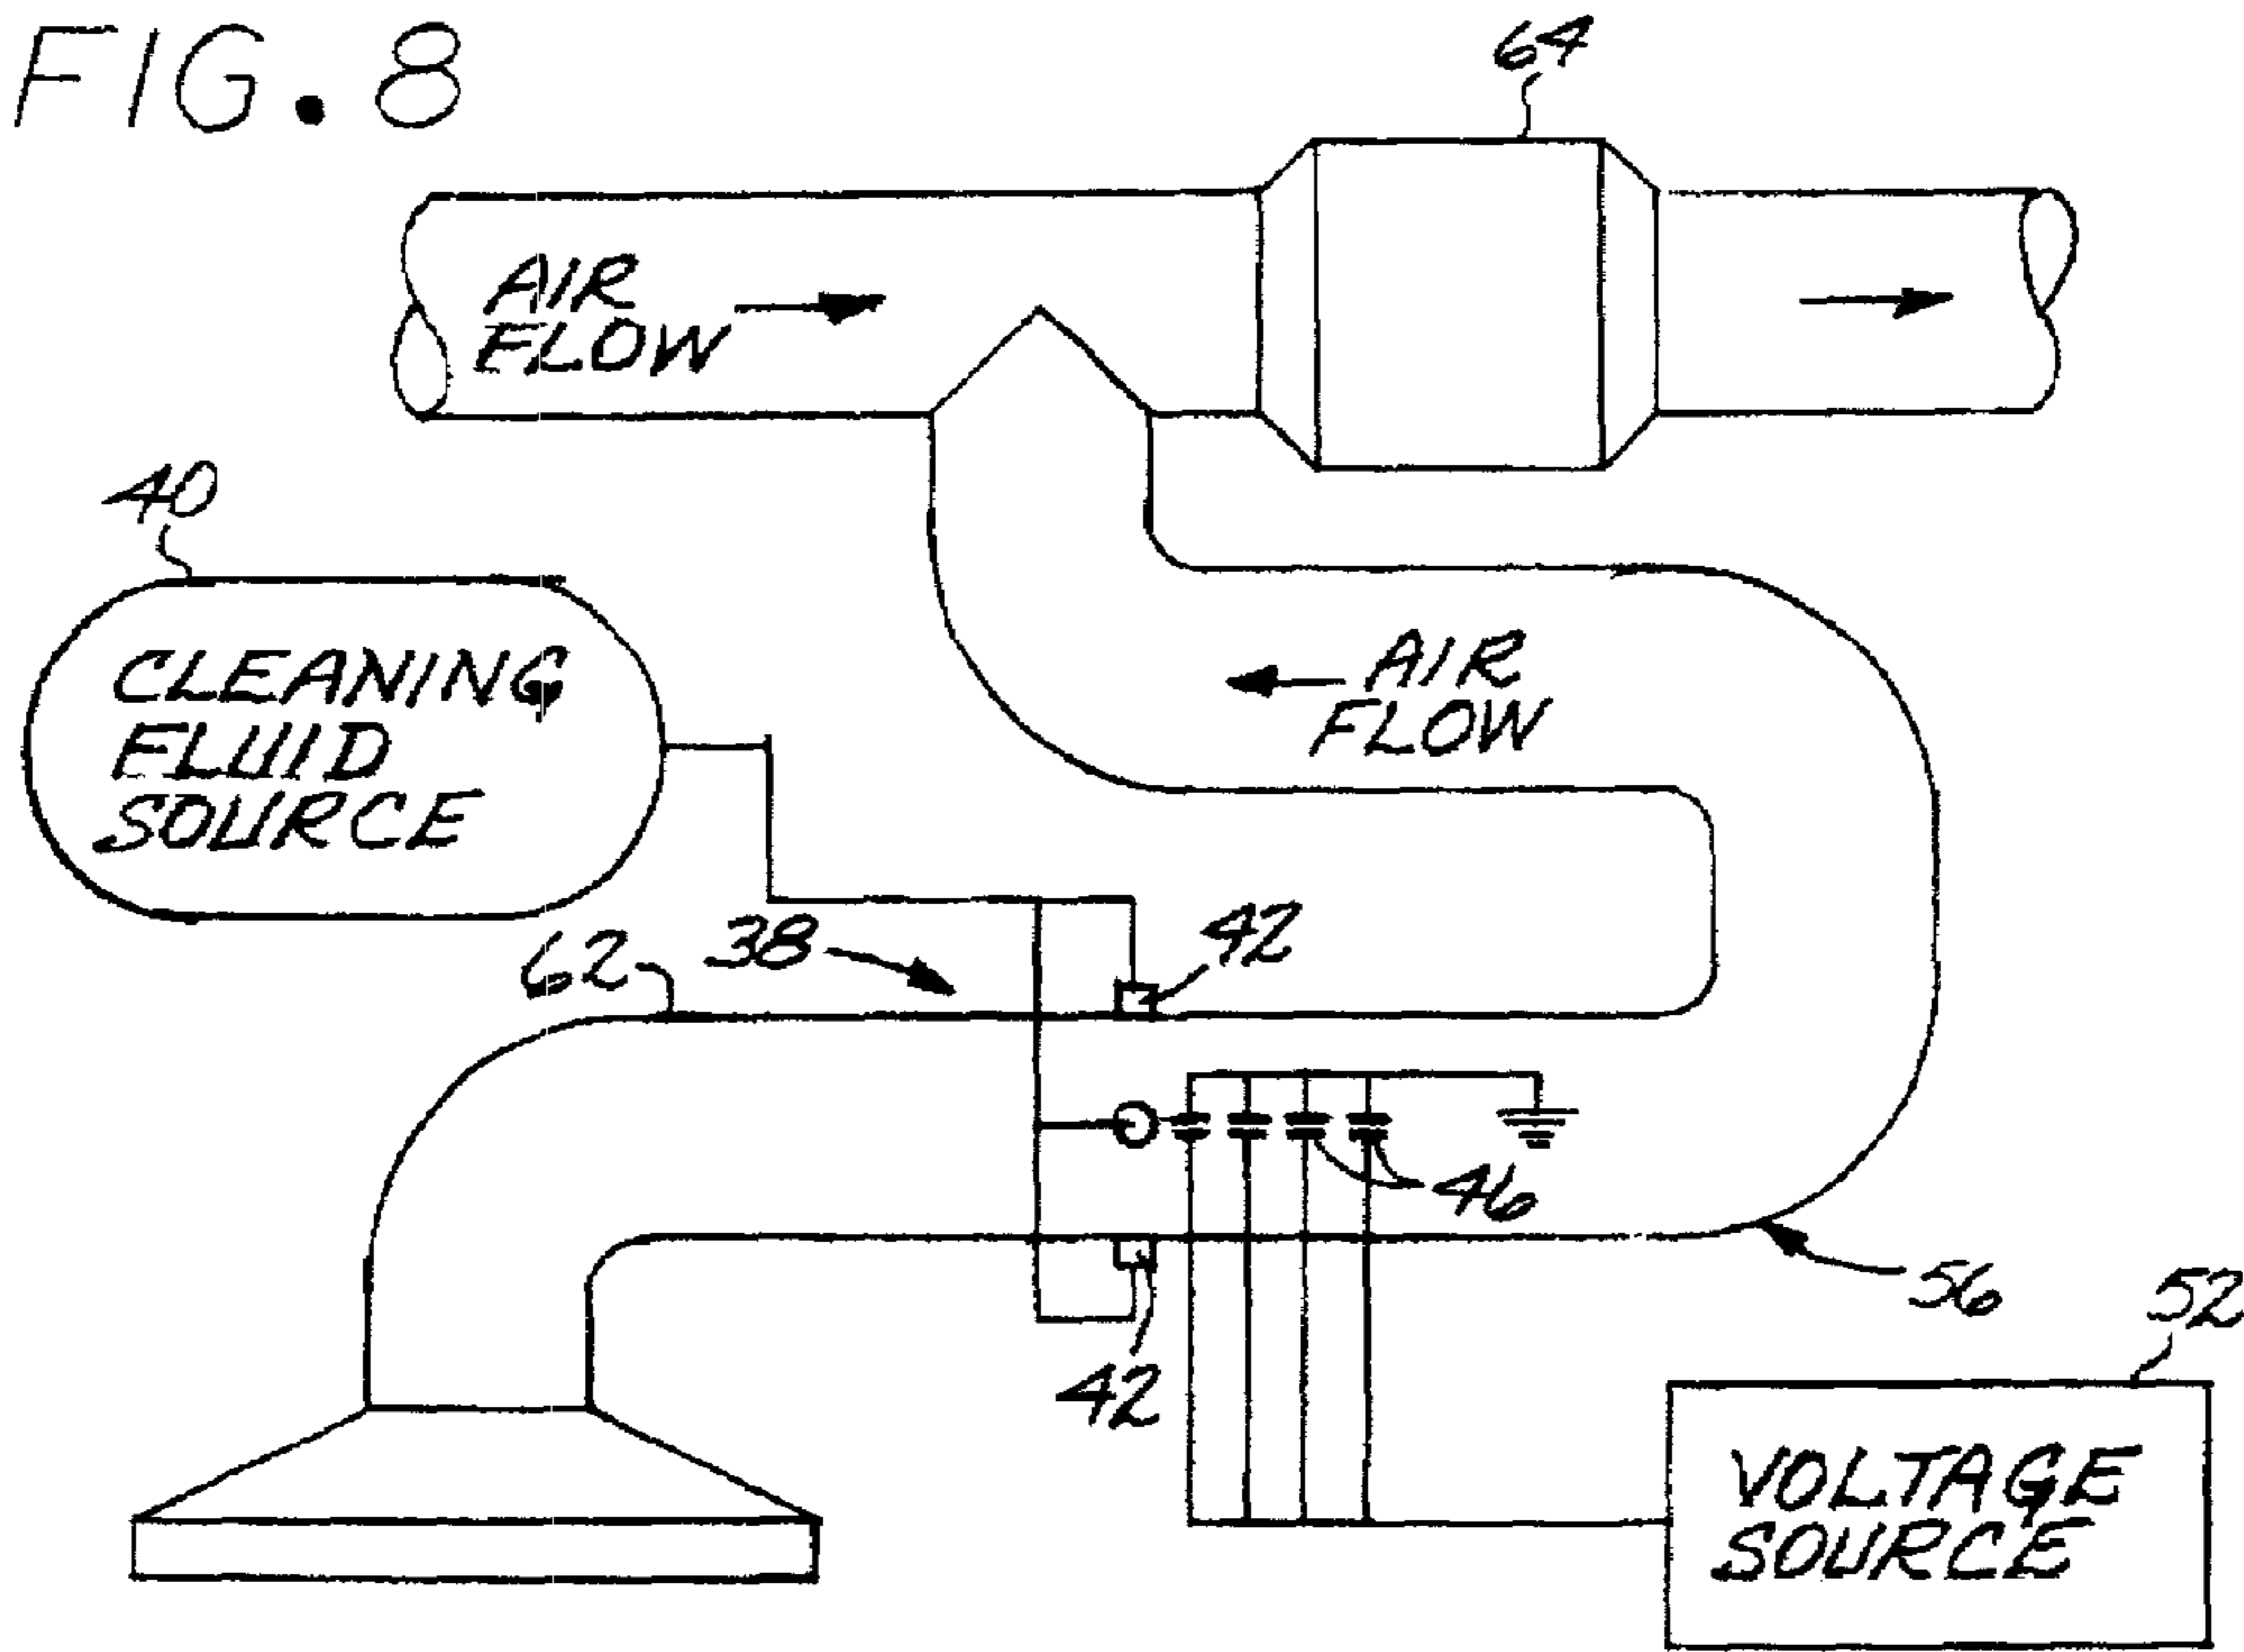 FIG. 8
64
AIR
FLOW
40
CLEANING
FLUID
SOURCE
AIR
FLOW
62
38
42
46
56
52
42
VOLTAGE
SOURCE